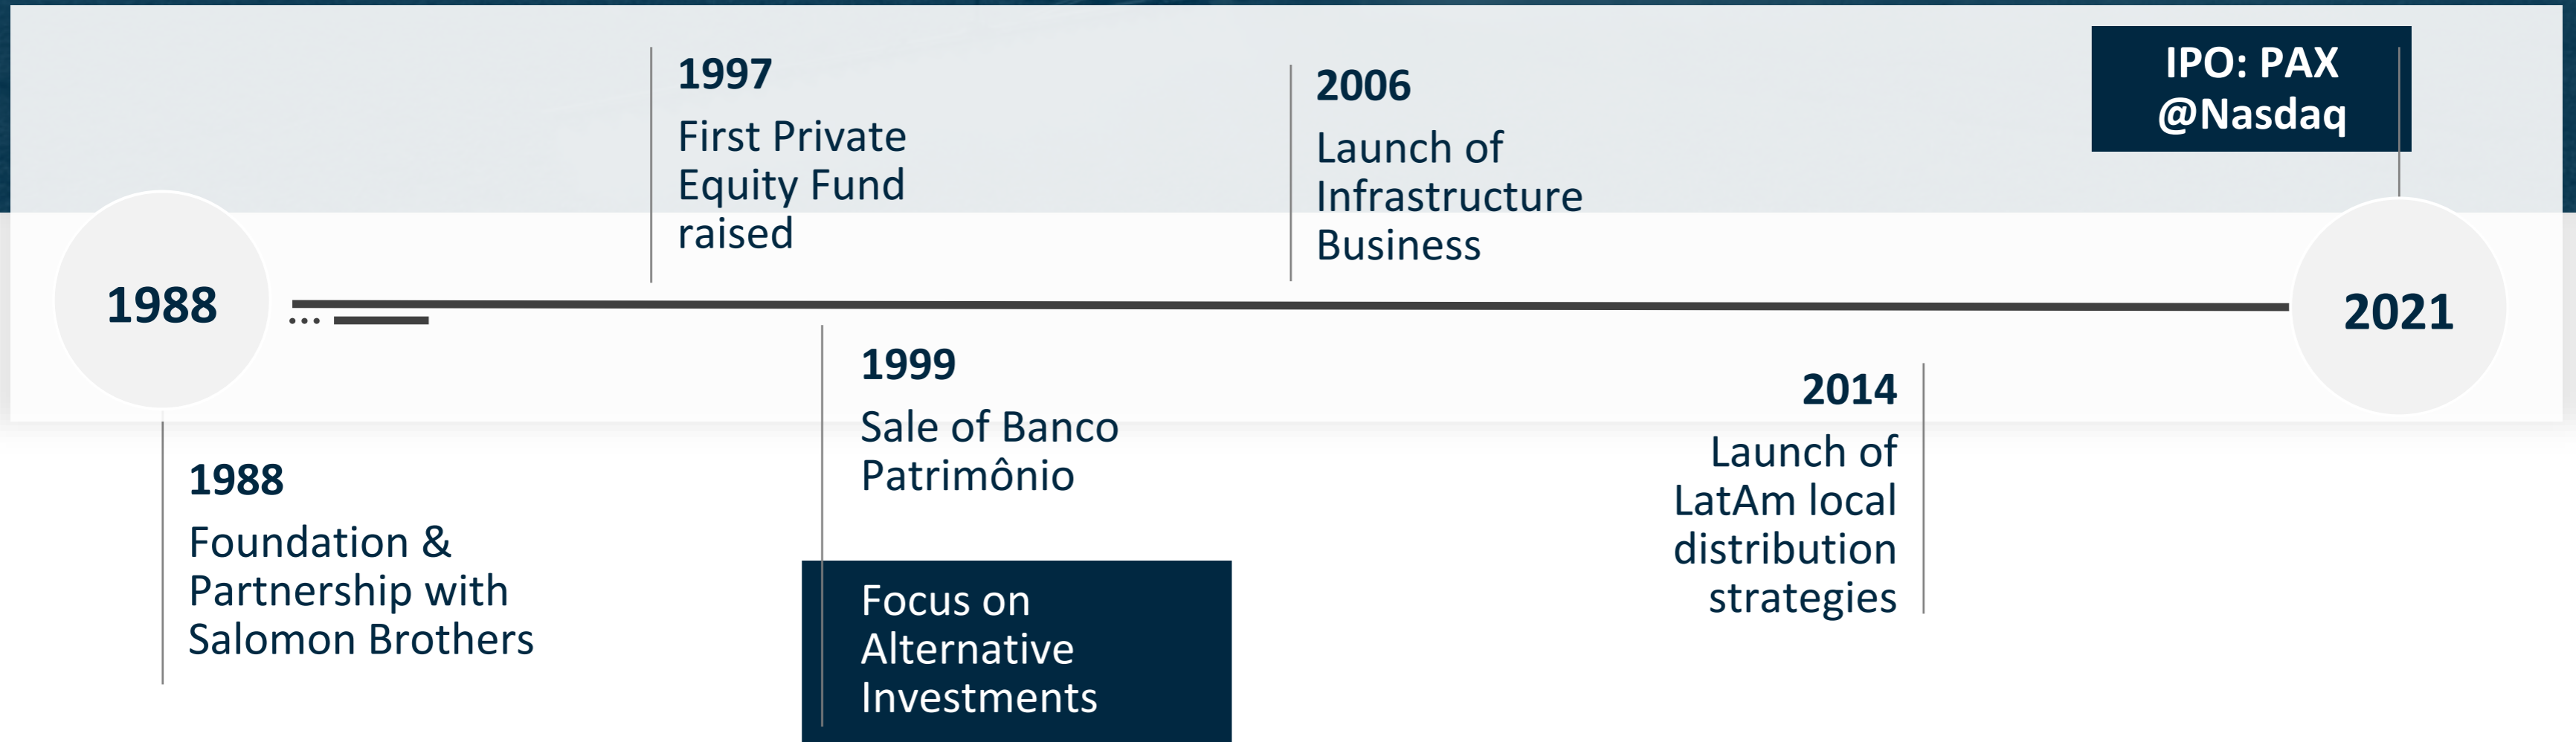 1988
1988
Foundation &
Partnership with
Salomon Brothers
1997
First Private
Equity Fund
raised
1999
Sale of Banco
Patrimônio
Focus on
Alternative
Investments
2006
Launch of
Infrastructure
Business
2014
Launch of
LatAm local
distribution
strategies
IPO: PAX
@Nasdaq
2021